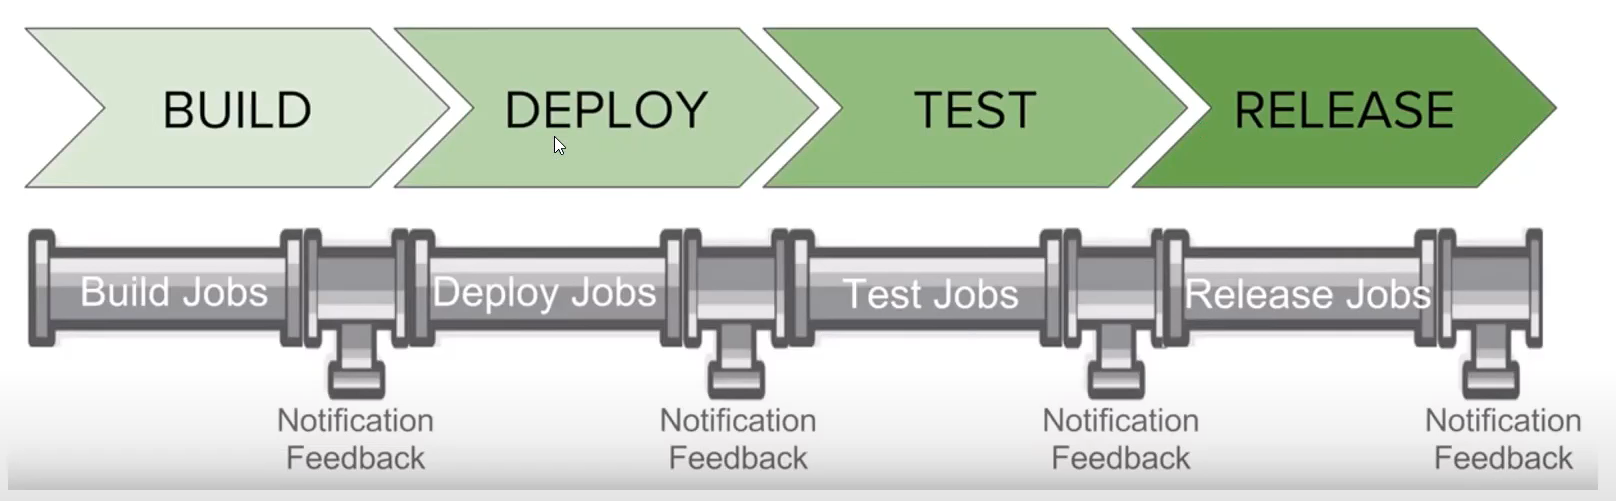 BUILD
DEPLOY
TEST
RELEASE
Build Jobs
Deploy Jobs
Test Jobs
Release Jobs
Notification
Feedback
Notification
Feedback
Notification
Feedback
Notification
Feedback